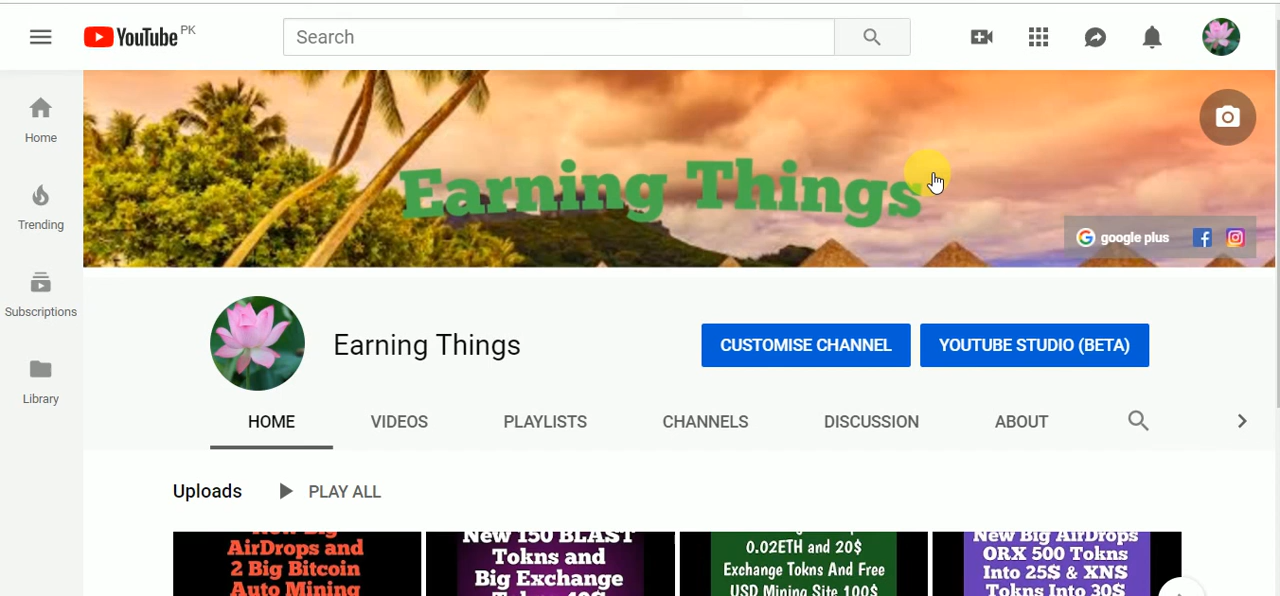 YouTube PK
Search
Home
Trending
Subscriptions
Library
Earning Things
google plus
Earning Things
CUSTOMISE CHANNEL
YOUTUBE STUDIO (BETA)
HOME VIDEOS PLAYLISTS CHANNELS DISCUSSION ABOUT
Uploads PLAY ALL
New Big
AirDrops and
2 Big Bitcoin
Auto Mining
New 150 BLAST
Tokns and
Big Exchange
0.02ETH and 20$
Exchange Tokns And Free
USD Mining Site 100$
New Big AirDrops
ORX 500 Tokns
Into 25$ & XNS
Tokns Into 30$